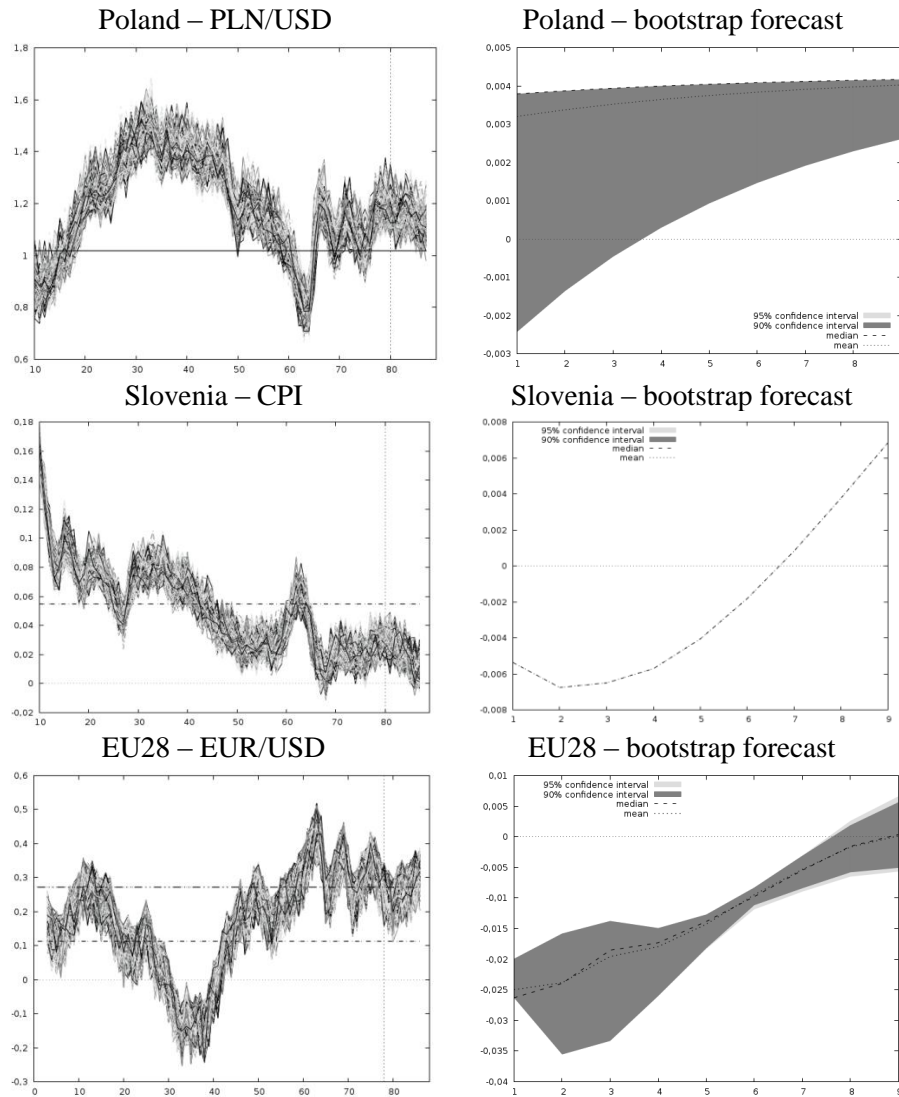 Poland – PLN/USD
Poland – bootstrap forecast
1,8
1,6
1,4
1,2
1
0,8
0,6
10 20 30 40 50 60 70 80
0,005
0,004
0,003
0,002
0,001
0
-0,001
-0,002
-0,003
95% confidence interval
90% confidence interval
median
mean
1 2 3 4 5 6 7 8
Slovenia – CPI
Slovenia – bootstrap forecast
0,18
0,16
0,14
0,12
0,1
0,08
0,06
0,04
0,02
0
-0,02
10 20 30 40 50 60 70 80
0,008
0,006
0,004
0,002
0
-0,002
-0,004
-0,006
-0,008
95% confidence interval
90% confidence interval
median
mean
1 2 3 4 5 6 7 8 9
EU28 – EUR/USD
EU28 – bootstrap forecast
0,6
0,5
0,4
0,3
0,2
0,1
0
-0,1
-0,2
-0,3
0 10 20 30 40 50 60 70 80
0,01
0,005
0
-0,005
-0,01
-0,015
-0,02
-0,025
-0,03
-0,035
-0,04
95% confidence interval
90% confidence interval
median
mean
1 2 3 4 5 6 7 8 9